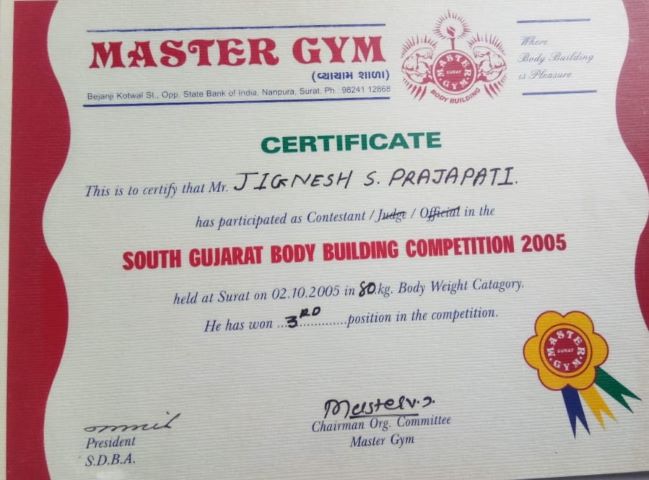 MASTER GYM
(વ્યાયામ શાળા)
Bejanji Kotwal St., Opp. State Bank of India, Nanpura, Surat. Ph. 98241 12868
MASTER GYM
SURAT
BODY BUILDING
Where
Body Building
is Pleasure
CERTIFICATE
This is to certify that Mr. JIGNESH S. PRAJAPATI.
has participated as Contestant / Judge / Official in the
SOUTH GUJARAT BODY BUILDING COMPETITION 2005
held at Surat on 02.10.2005 in 80 kg. Body Weight Catagory.
He has won ...3RD.............position in the competition.
MASTER GYM
SURAT
President
S.D.B.A.
Chairman Org. Committee
Master Gym